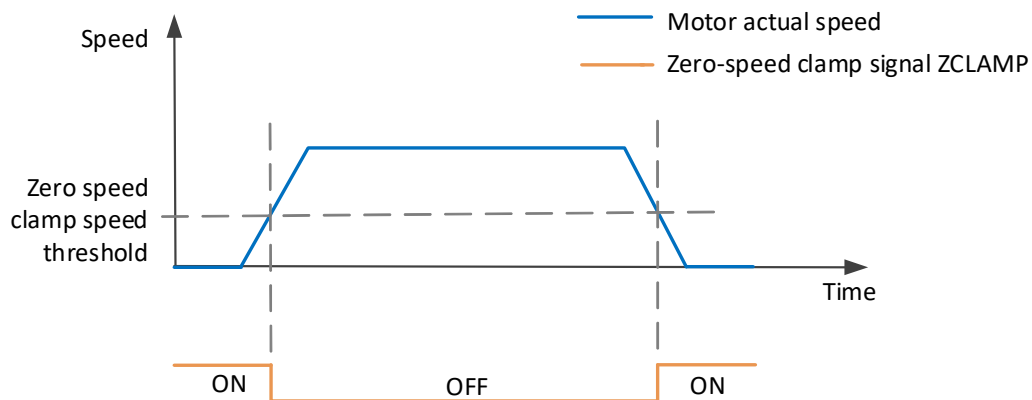 Motor actual speed
Speed
Zero-speed clamp signal ZCLAMP
Zero speed
clamp speed
threshold
Time
ON
OFF
ON